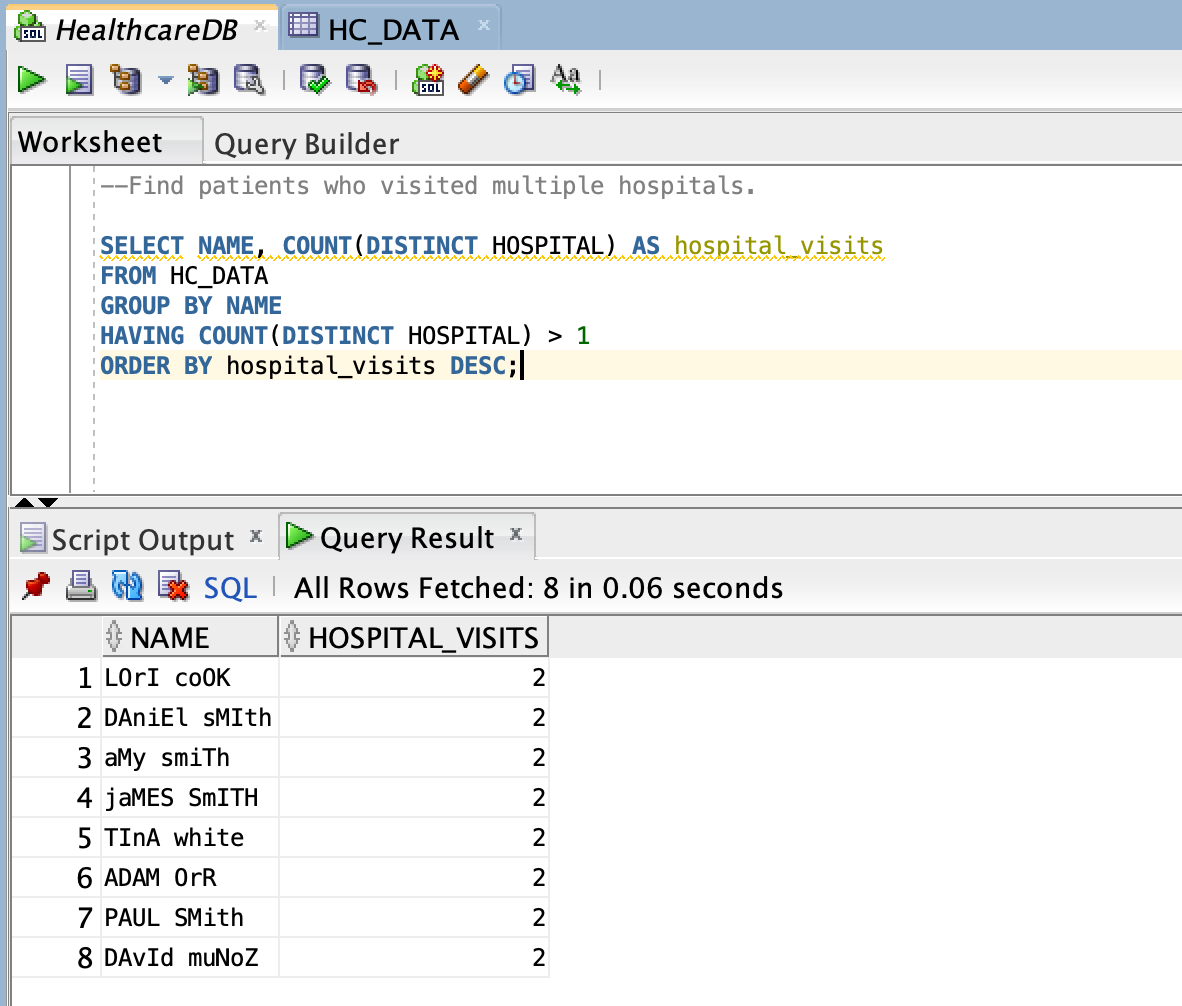 HealthcareDB HC_DATA
Worksheet Query Builder
--Find patients who visited multiple hospitals.
SELECT NAME, COUNT(DISTINCT HOSPITAL) AS hospital_visits
FROM HC_DATA
GROUP BY NAME
HAVING COUNT(DISTINCT HOSPITAL) > 1
ORDER BY hospital_visits DESC;
Script Output Query Result
SQL All Rows Fetched: 8 in 0.06 seconds
NAME HOSPITAL_VISITS
1 LOrI coOK 2
2 DAniEl sMIth 2
3 aMy smiTh 2
4 jaMES SmITH 2
5 TInA white 2
6 ADAM OrR 2
7 PAUL SMith 2
8 DAvId muNoZ 2